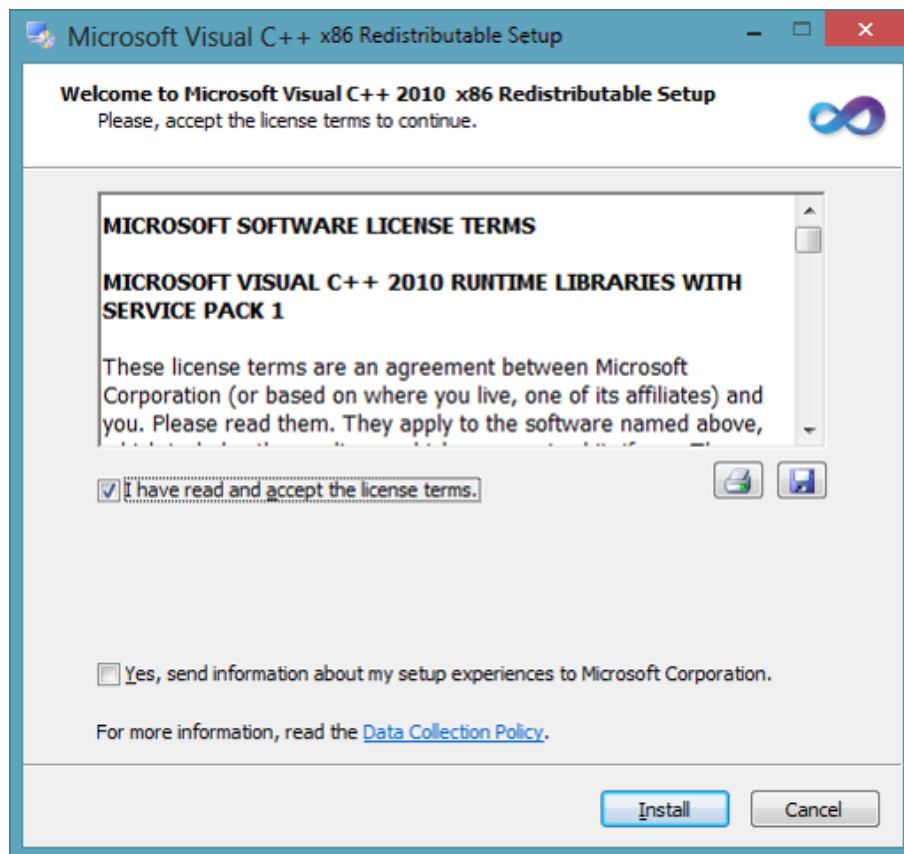 Microsoft Visual C++ x86 Redistributable Setup
Welcome to Microsoft Visual C++ 2010 x86 Redistributable Setup
Please, accept the license terms to continue.
MICROSOFT SOFTWARE LICENSE TERMS
MICROSOFT VISUAL C++ 2010 RUNTIME LIBRARIES WITH
SERVICE PACK 1
These license terms are an agreement between Microsoft
Corporation (or based on where you live, one of its affiliates) and
you. Please read them. They apply to the software named above,
I have read and accept the license terms.
Yes, send information about my setup experiences to Microsoft Corporation.
For more information, read the Data Collection Policy.
Install
Cancel